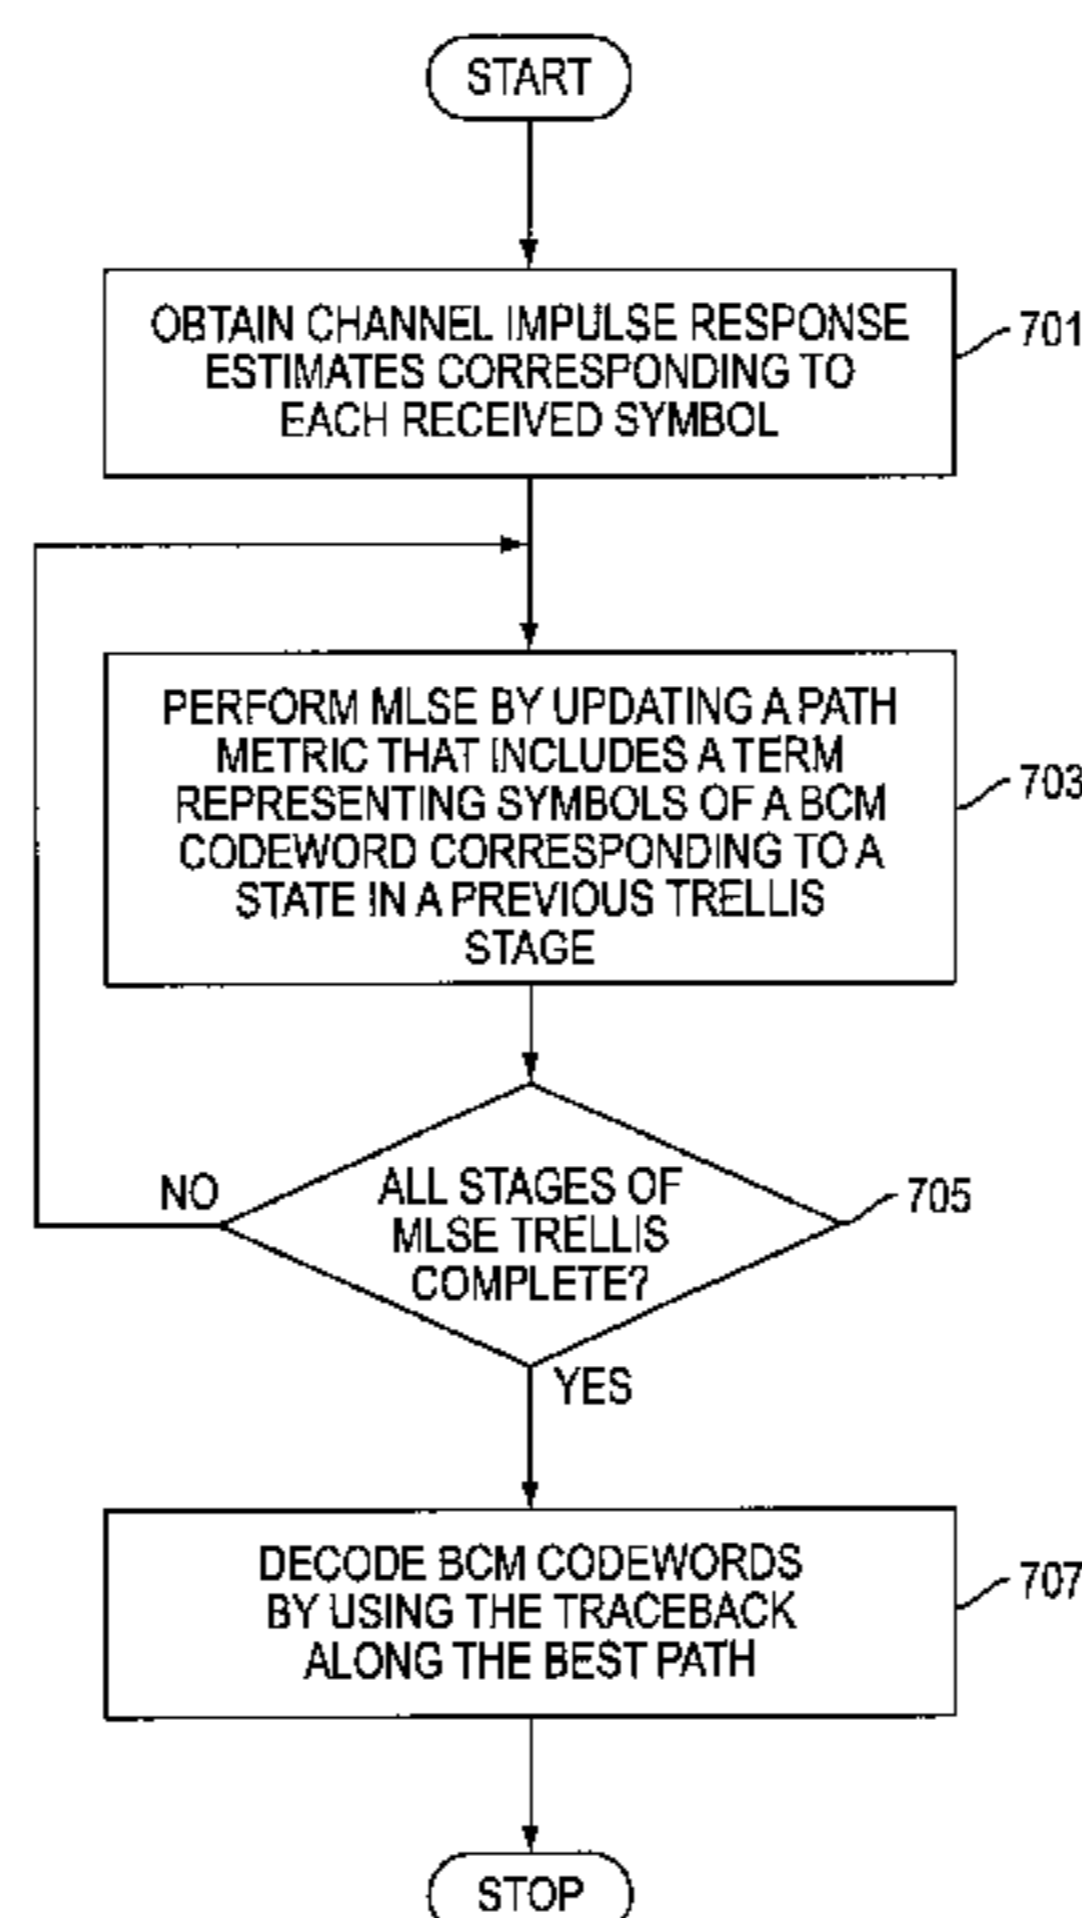 START
OBTAIN CHANNEL IMPULSE RESPONSE
ESTIMATES CORRESPONDING TO
EACH RECEIVED SYMBOL
701
PERFORM MLSE BY UPDATING A PATH
METRIC THAT INCLUDES A TERM
REPRESENTING SYMBOLS OF A BCM
CODEWORD CORRESPONDING TO A
STATE IN A PREVIOUS TRELLIS
STAGE
703
ALL STAGES OF
MLSE TRELLIS
COMPLETE?
705
NO
YES
DECODE BCM CODEWORDS
BY USING THE TRACEBACK
ALONG THE BEST PATH
707
STOP